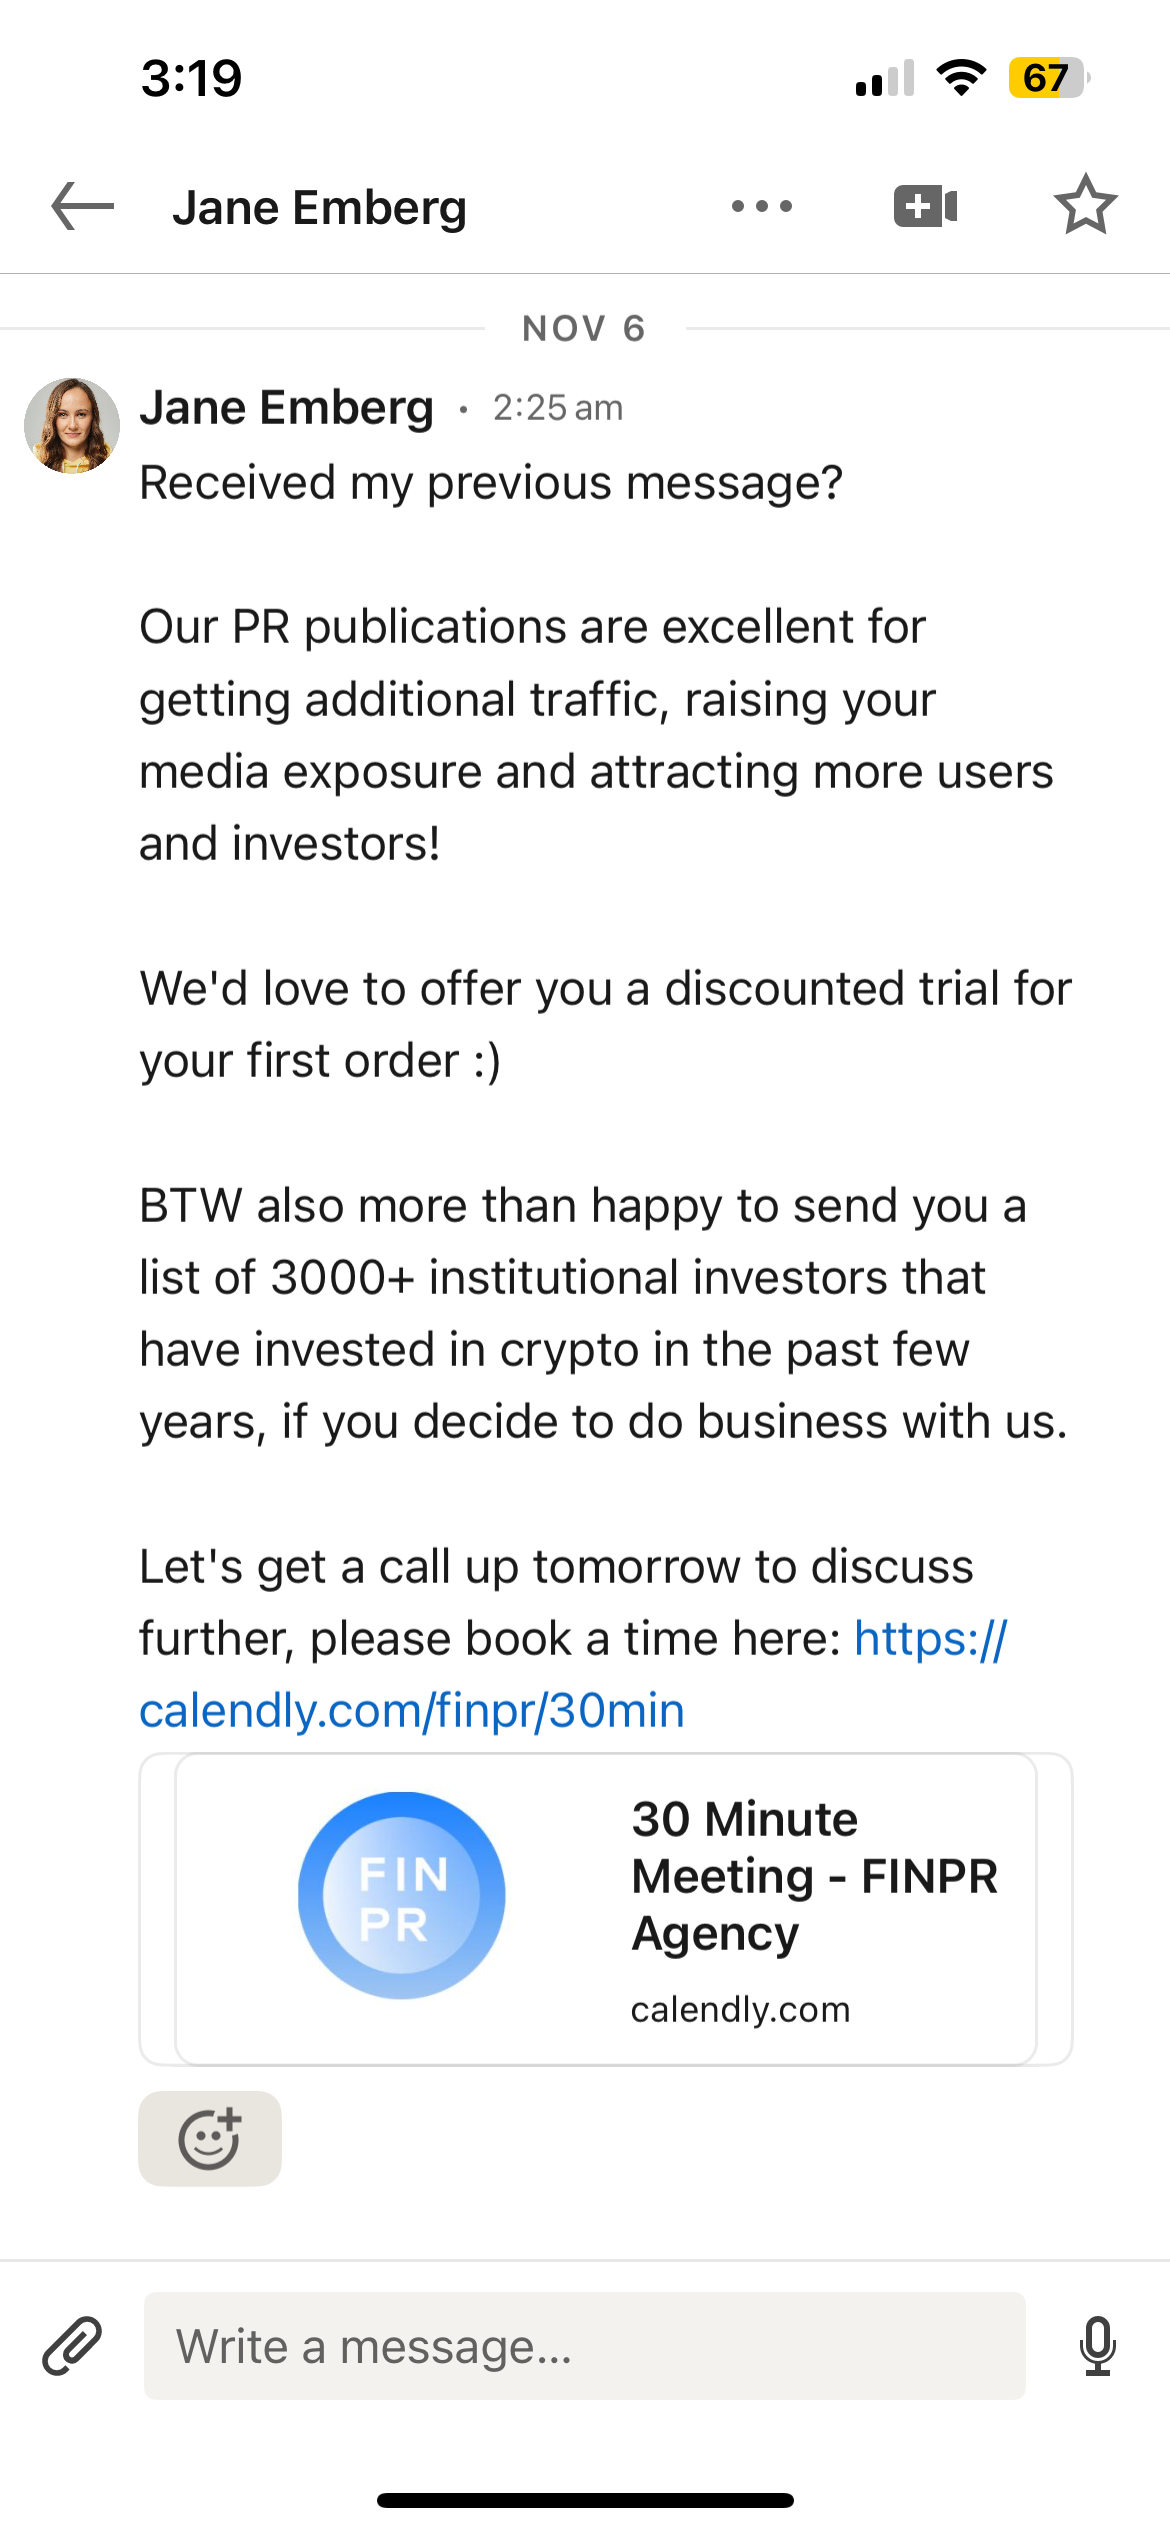 3:19
67
Jane Emberg
NOV 6
Jane Emberg • 2:25 am
Received my previous message?
Our PR publications are excellent for
getting additional traffic, raising your
media exposure and attracting more users
and investors!
We'd love to offer you a discounted trial for
your first order :)
BTW also more than happy to send you a
list of 3000+ institutional investors that
have invested in crypto in the past few
years, if you decide to do business with us.
Let's get a call up tomorrow to discuss
further, please book a time here: https://
calendly.com/finpr/30min
FIN
PR
30 Minute
Meeting - FINPR
Agency
calendly.com
Write a message...